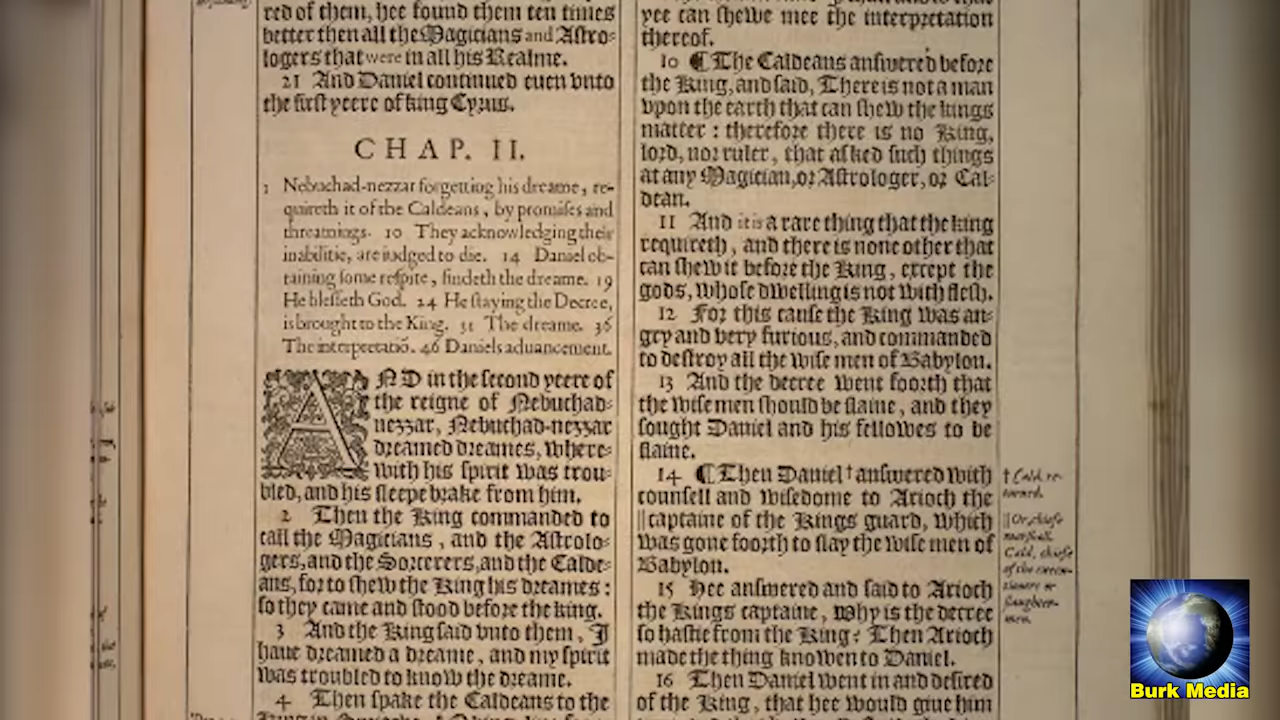 red of them, hee found them ten times
better then all the Magicians and Astro-
logers that were in all his Realme.
21 And Daniel continued euen vnto
the first yeere of king Cyrus.
CHAP. II.
1 Nebuchad-nezzar forgetting his dreame, re-
quireth it of the Caldeans, by promises and
threatnings. 10 They acknowledging their
inabilitie, are iudged to die. 14 Daniel ob-
taining some respite, findeth the dreame. 19
He blesseth God. 24 He staying the Decree,
is brought to the King. 31 The dreame. 36
The interpretatiō. 46 Daniels aduancement.
AND in the second yeere of
the reigne of Nebuchad-
nezzar, Nebuchad-nezzar
dreamed dreames, where-
with his spirit was trou-
bled, and his sleepe brake from him.
2 Then the King commanded to
call the Magicians, and the Astrolo-
gers, and the Sorcerers, and the Calde-
ans, for to shew the King his dreames:
so they came and stood before the king.
3 And the King said vnto them, I
haue dreamed a dreame, and my spirit
was troubled to know the dreame.
4 Then spake the Caldeans to the
yee can shewe mee the interpretation
thereof.
10 ¶ The Caldeans answered before
the King, and said, There is not a man
vpon the earth that can shew the kings
matter: therefore there is no King,
lord, nor ruler, that asked such things
at any Magician, or Astrologer, or Cal-
dean.
11 And it is a rare thing that the king
requireth, and there is none other that
can shew it before the King, except the
gods, whose dwelling is not with flesh.
12 For this cause the King was an-
gry and very furious, and commanded
to destroy all the wise men of Babylon.
13 And the decree went foorth that
the wise men should be slaine, and they
sought Daniel and his fellowes to be
slaine.
14 ¶ Then Daniel † answered with
counsell and wisedome to Arioch the
|| captaine of the Kings guard, which
was gone foorth to slay the wise men of
Babylon.
15 Hee answered and said to Arioch
the Kings captaine, Why is the decree
so hastie from the King? Then Arioch
made the thing knowen to Daniel.
16 Then Daniel went in and desired
of the King, that hee would giue him
† Cald. re-
turned.
|| Or, chiefe
marshall.
Cald. chiefe
of the execu-
tioners or
slaughter-
men.
Burk Media